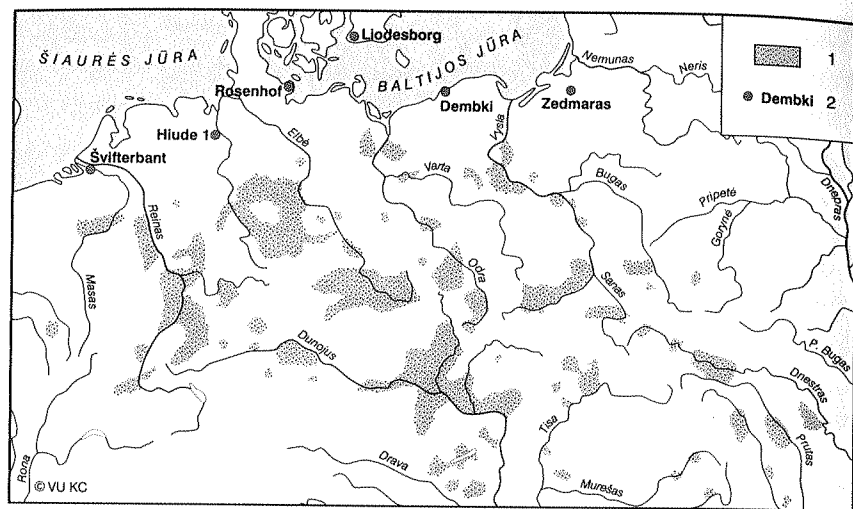 ŠIAURĖS JŪRA
BALTIJOS JŪRA
Liodesborg
Rosenhof
Dembki
Zedmaras
Hiude 1
Švifterbant
Nemunas
Neris
1
Dembki 2
Elbė
Vysla
Varta
Bugas
Pripetė
Gorynė
Dnepras
Reinas
Masas
Odra
Sanas
Dunojus
P. Bugas
Dnestras
Prutas
Tisa
Rona
Drava
Murešas
© VU KC